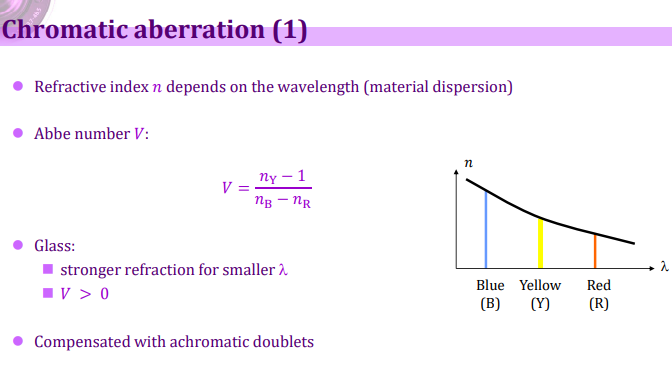 Chromatic aberration (1)
Refractive index n depends on the wavelength (material dispersion)
Abbe number V:
V = (n_Y − 1) / (n_B − n_R)
Glass:
stronger refraction for smaller λ
V > 0
Compensated with achromatic doublets
n
λ
Blue Yellow Red
(B) (Y) (R)